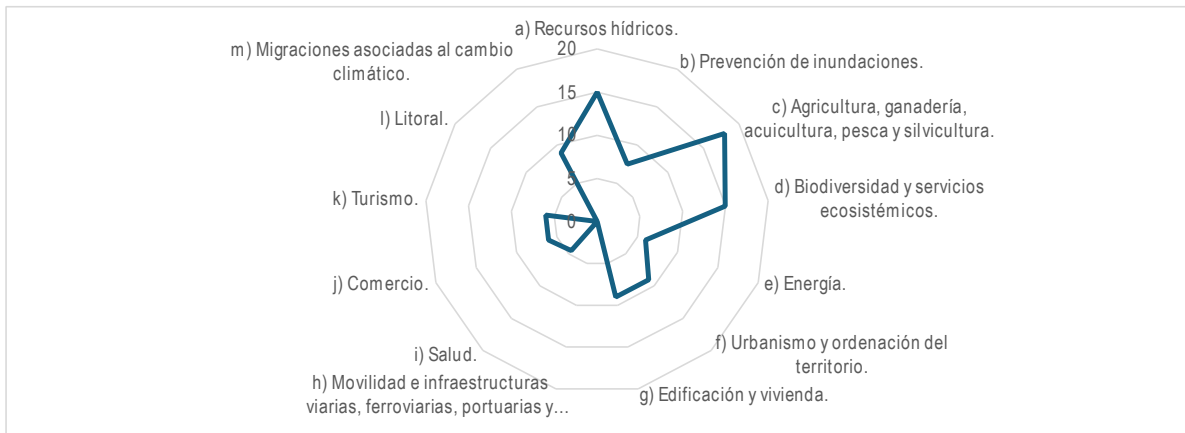 a) Recursos hídricos.
b) Prevención de inundaciones.
c) Agricultura, ganadería,
acuicultura, pesca y silvicultura.
d) Biodiversidad y servicios
ecosistémicos.
e) Energía.
f) Urbanismo y ordenación del
territorio.
g) Edificación y vivienda.
h) Movilidad e infraestructuras
viarias, ferroviarias, portuarias y...
i) Salud.
j) Comercio.
k) Turismo.
l) Litoral.
m) Migraciones asociadas al cambio
climático.
20
15
10
5
0